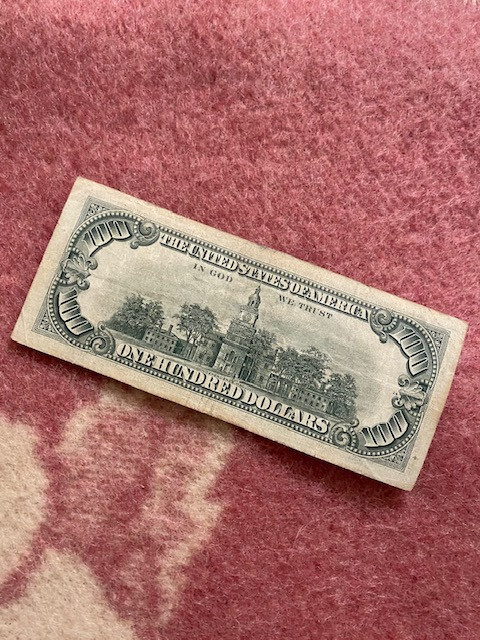 100
THE UNITED STATES OF AMERICA
IN GOD WE TRUST
100
100
ONE HUNDRED DOLLARS
100